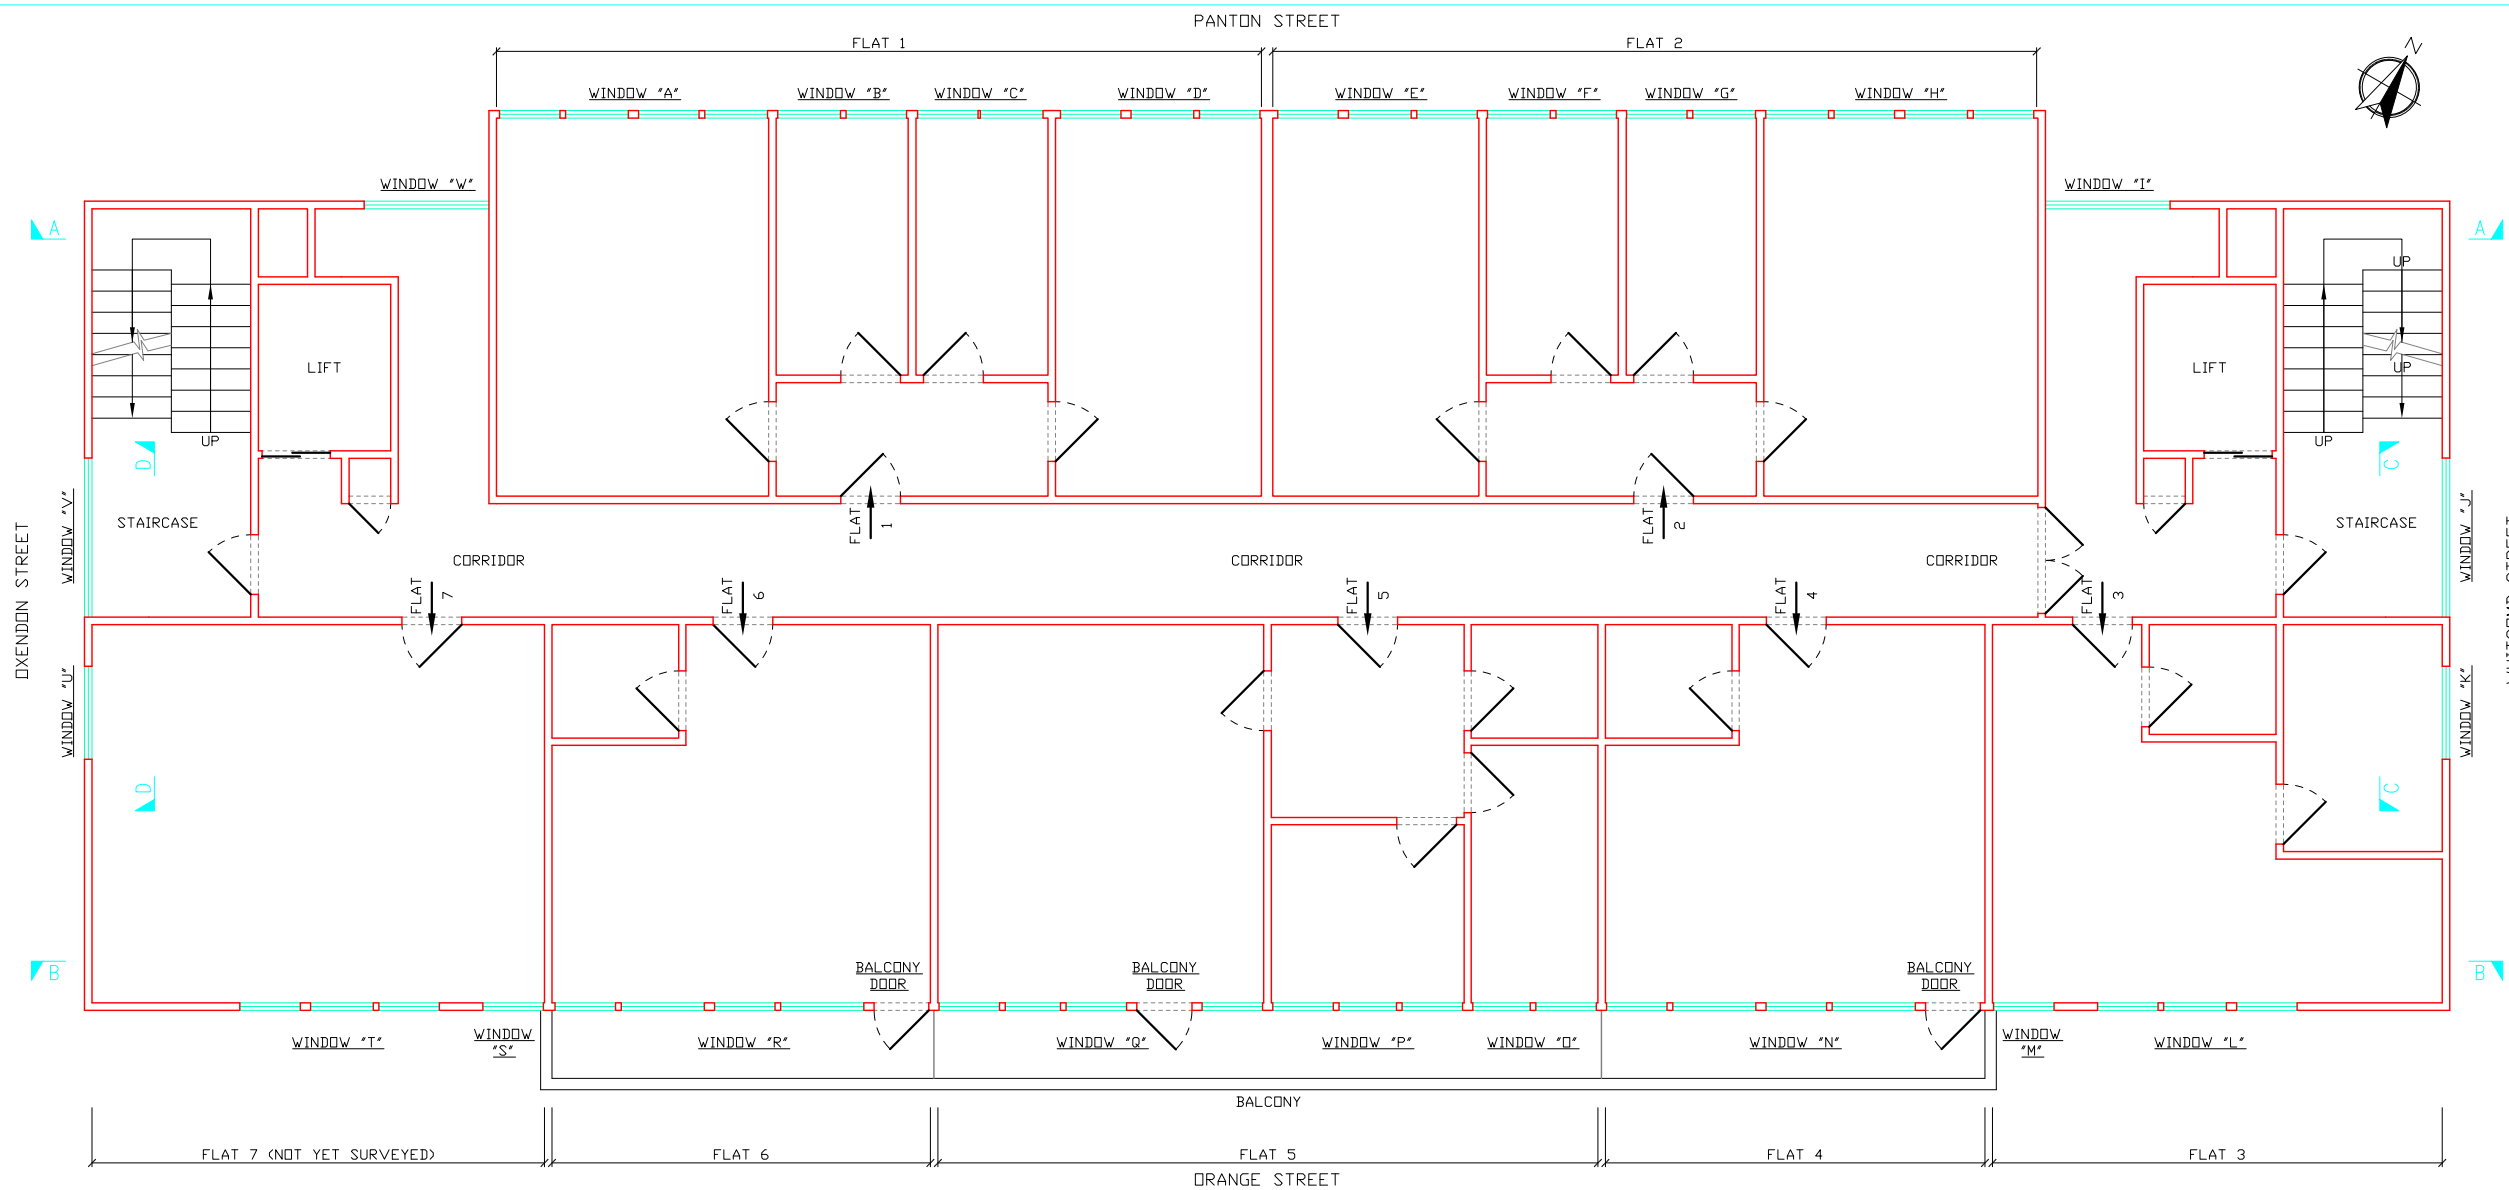 PANTON STREET
FLAT 1
FLAT 2
N
WINDOW "A"
WINDOW "B"
WINDOW "C"
WINDOW "D"
WINDOW "E"
WINDOW "F"
WINDOW "G"
WINDOW "H"
WINDOW "W"
WINDOW "I"
A
A
UP
LIFT
LIFT
UP
UP
UP
D
C
STAIRCASE
STAIRCASE
WINDOW "V"
WINDOW "J"
FLAT 1
FLAT 2
CORRIDOR
CORRIDOR
CORRIDOR
OXENDON STREET
FLAT 7
FLAT 6
FLAT 5
FLAT 4
FLAT 3
WINDOW "U"
WINDOW "K"
D
C
B
BALCONY
DOOR
BALCONY
DOOR
BALCONY
DOOR
B
WINDOW "T"
WINDOW
"S"
WINDOW "R"
WINDOW "Q"
WINDOW "P"
WINDOW "O"
WINDOW "N"
WINDOW
"M"
WINDOW "L"
BALCONY
FLAT 7 (NOT YET SURVEYED)
FLAT 6
FLAT 5
FLAT 4
FLAT 3
ORANGE STREET